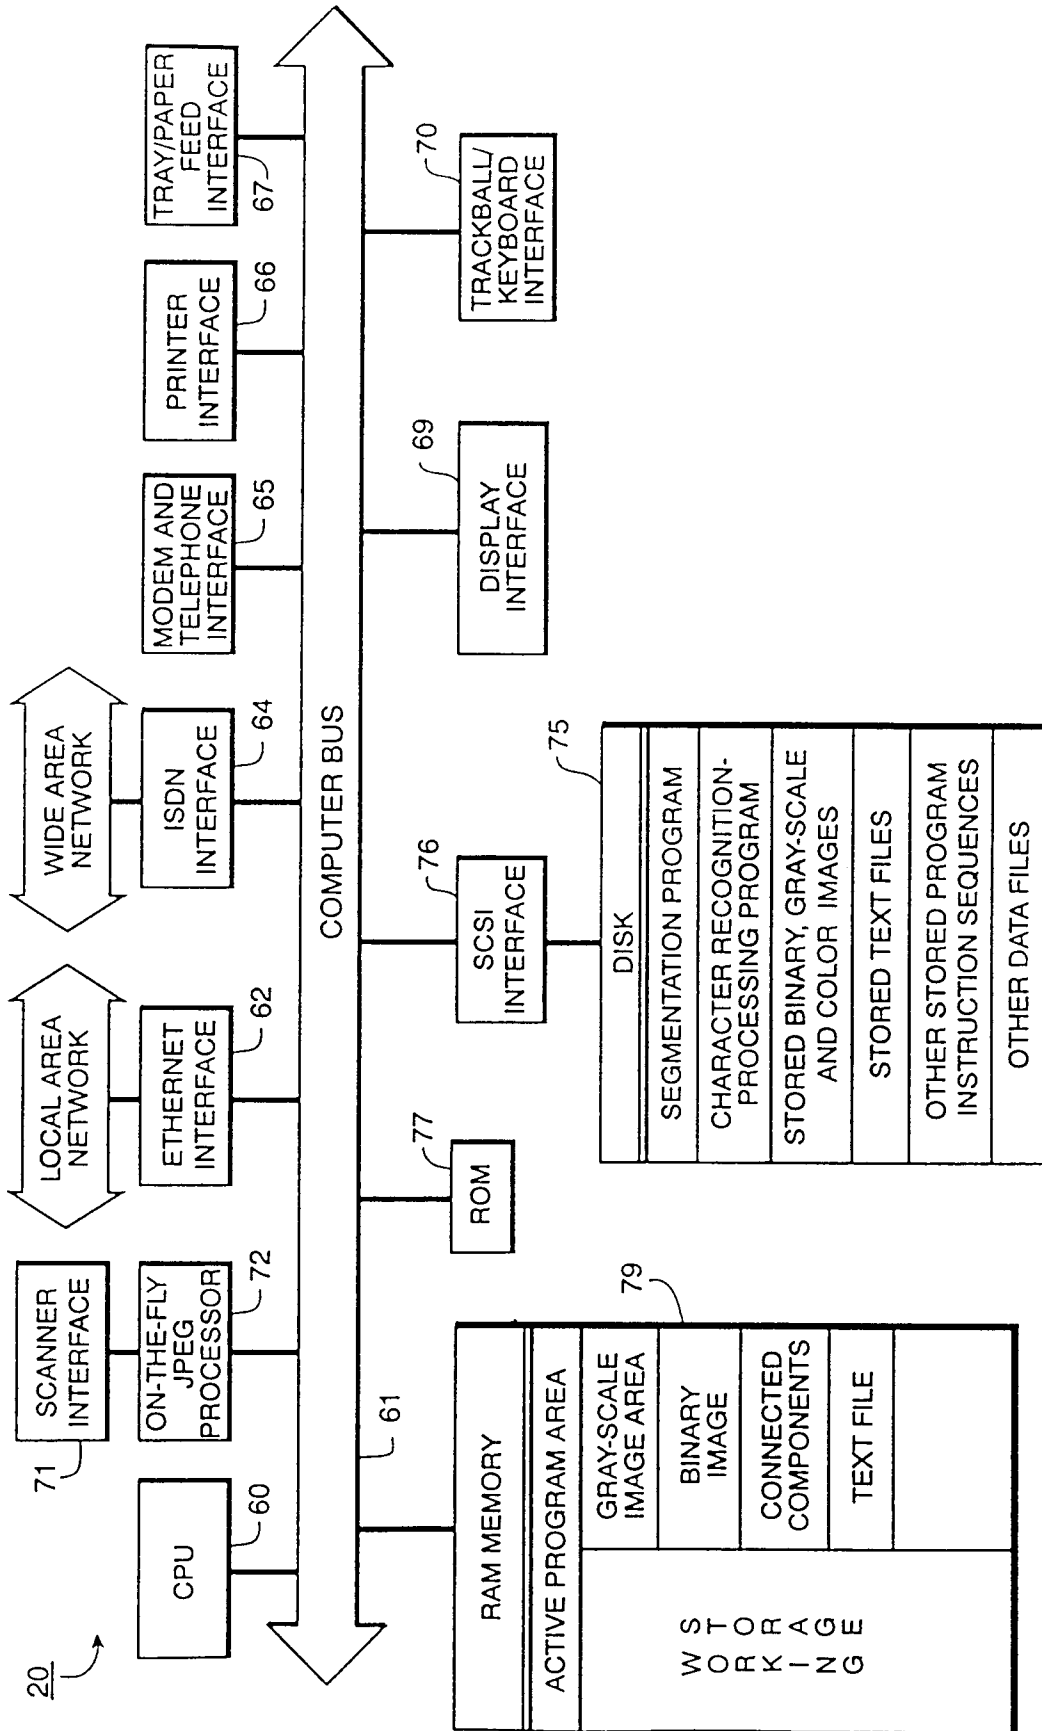 20
CPU
60
SCANNER
INTERFACE
71
ON-THE-FLY
JPEG
PROCESSOR
72
LOCAL AREA
NETWORK
ETHERNET
INTERFACE
62
WIDE AREA
NETWORK
ISDN
INTERFACE
64
MODEM AND
TELEPHONE
INTERFACE
65
PRINTER
INTERFACE
66
TRAY/PAPER
FEED
INTERFACE
67
COMPUTER BUS
61
RAM MEMORY
ACTIVE PROGRAM AREA
WORKING
STORAGE
GRAY-SCALE
IMAGE AREA
BINARY
IMAGE
CONNECTED
COMPONENTS
TEXT FILE
79
ROM
77
SCSI
INTERFACE
76
DISK
75
SEGMENTATION PROGRAM
CHARACTER RECOGNITION-
PROCESSING PROGRAM
STORED BINARY, GRAY-SCALE
AND COLOR IMAGES
STORED TEXT FILES
OTHER STORED PROGRAM
INSTRUCTION SEQUENCES
OTHER DATA FILES
DISPLAY
INTERFACE
69
TRACKBALL/
KEYBOARD
INTERFACE
70